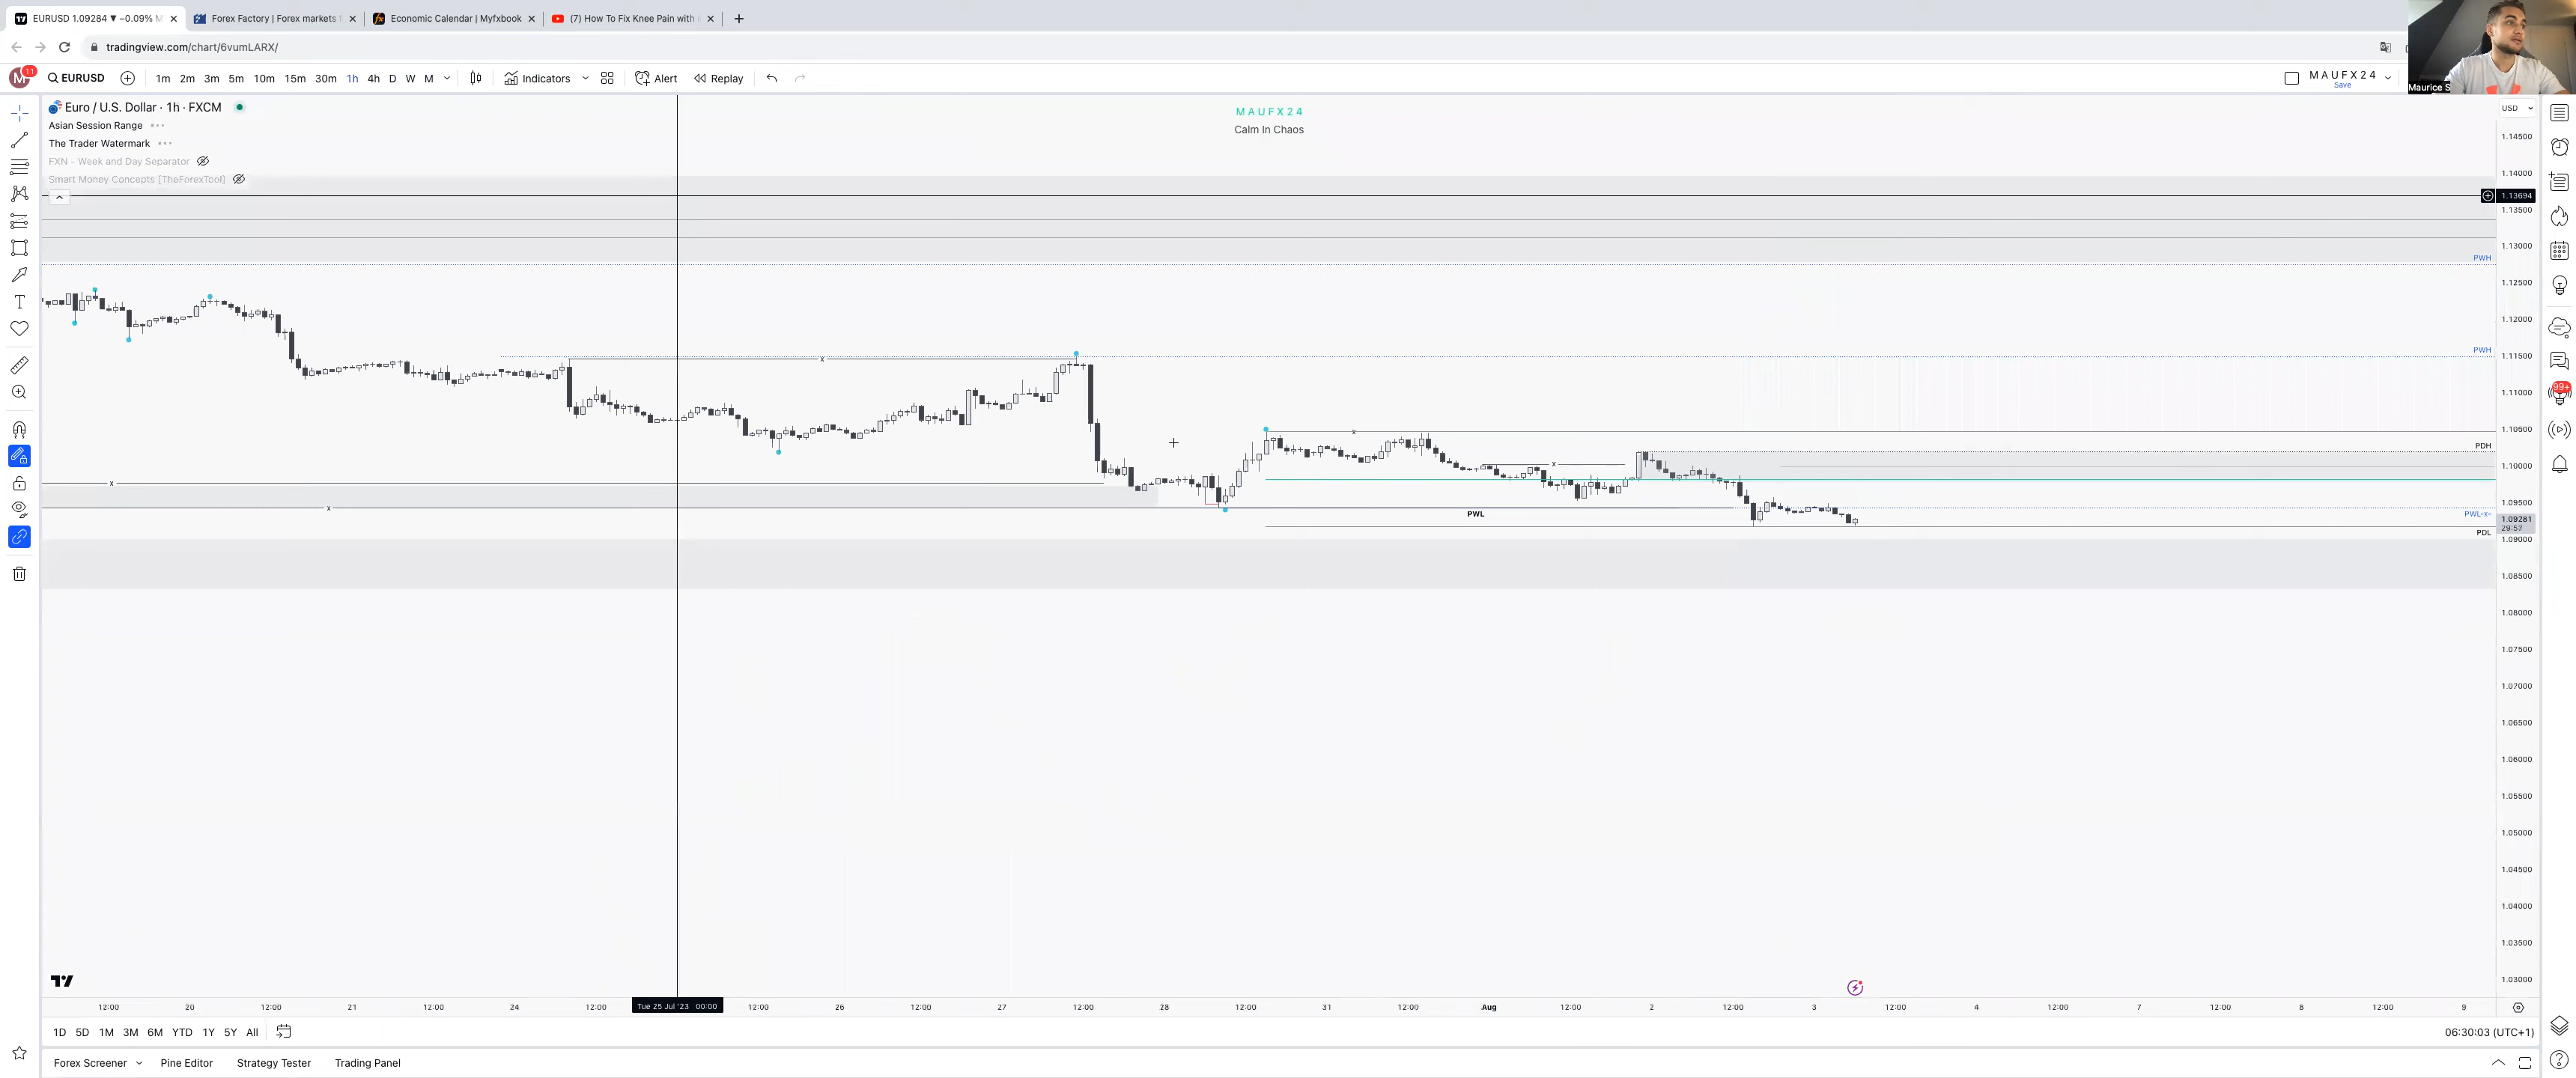 EURUSD 1.09284 ▼ −0.09% M
Forex Factory | Forex markets f
Economic Calendar | Myfxbook
(7) How To Fix Knee Pain with
tradingview.com/chart/6vumLARX/
M 11 EURUSD 1m 2m 3m 5m 10m 15m 30m 1h 4h D W M Indicators Alert Replay MAUFX24
Save
Maurice S
Euro / U.S. Dollar · 1h · FXCM
Asian Session Range
The Trader Watermark
FXN - Week and Day Separator
Smart Money Concepts [TheForexTool]
MAUFX24
Calm In Chaos
USD
1.14500
1.14000
1.13694
1.13500
1.13000
PWH
1.12500
1.12000
PWH
1.11500
x
1.11000
1.10500
x
PDH
1.10000
x
x
1.09500
x
PWL
PWL-x-
1.09281
29:57
PDL
1.09000
1.08500
1.08000
1.07500
1.07000
1.06500
1.06000
1.05500
1.05000
1.04500
1.04000
1.03500
1.03000
99+
12:00 20 12:00 21 12:00 24 12:00 Tue 25 Jul '23 00:00 12:00 26 12:00 27 12:00 28 12:00 31 12:00 Aug 12:00 2 12:00 3 12:00 4 12:00 7 12:00 8 12:00 9
1D 5D 1M 3M 6M YTD 1Y 5Y All
06:30:03 (UTC+1)
Forex Screener Pine Editor Strategy Tester Trading Panel